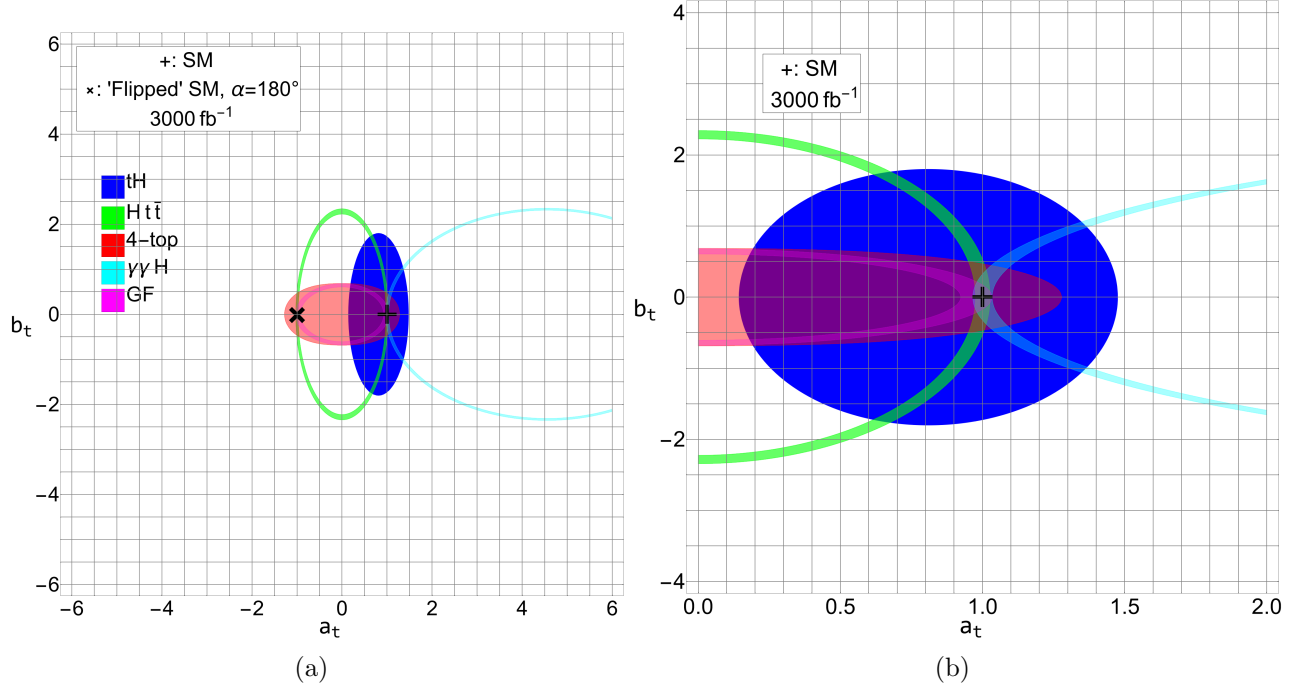 +: SM
×: 'Flipped' SM, α=180°
3000 fb⁻¹
tH
H t t̄
4-top
γγ H
GF
6
4
2
0
−2
−4
−6
b_t
−6 −4 −2 0 2 4 6
a_t
(a)
+: SM
3000 fb⁻¹
4
2
0
−2
−4
b_t
0.0 0.5 1.0 1.5 2.0
a_t
(b)